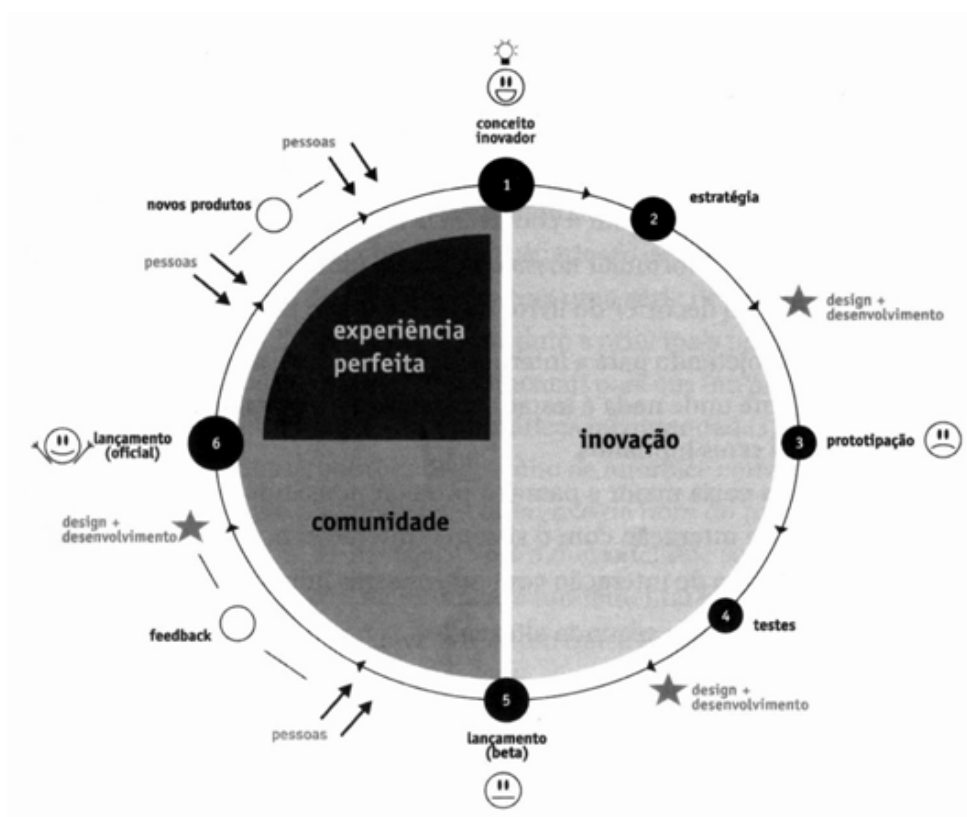 conceito
inovador
1
2
estratégia
design +
desenvolvimento
3
prototipação
4
testes
design +
desenvolvimento
5
lançamento
(beta)
pessoas
feedback
design +
desenvolvimento
6
lançamento
(oficial)
pessoas
novos produtos
pessoas
experiência
perfeita
comunidade
inovação